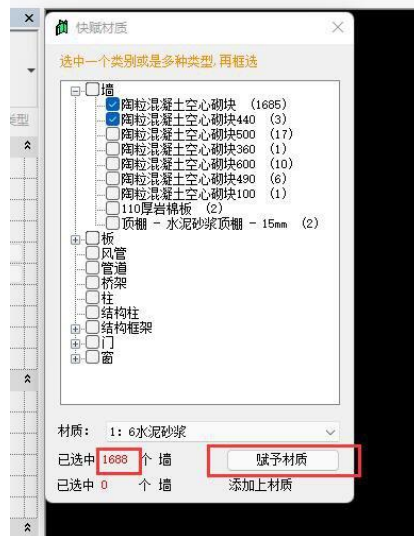 快赋材质
选中一个类别或是多种类型,再框选
墙
陶粒混凝土空心砌块 (1685)
陶粒混凝土空心砌块440 (3)
陶粒混凝土空心砌块500 (17)
陶粒混凝土空心砌块360 (1)
陶粒混凝土空心砌块600 (10)
陶粒混凝土空心砌块490 (6)
陶粒混凝土空心砌块100 (1)
110厚岩棉板 (2)
顶棚 - 水泥砂浆顶棚 - 15mm (2)
板
风管
管道
桥架
柱
结构柱
结构框架
门
窗
材质: 1: 6水泥砂浆
已选中 1688 个 墙 赋予材质
已选中 0 个 墙 添加上材质